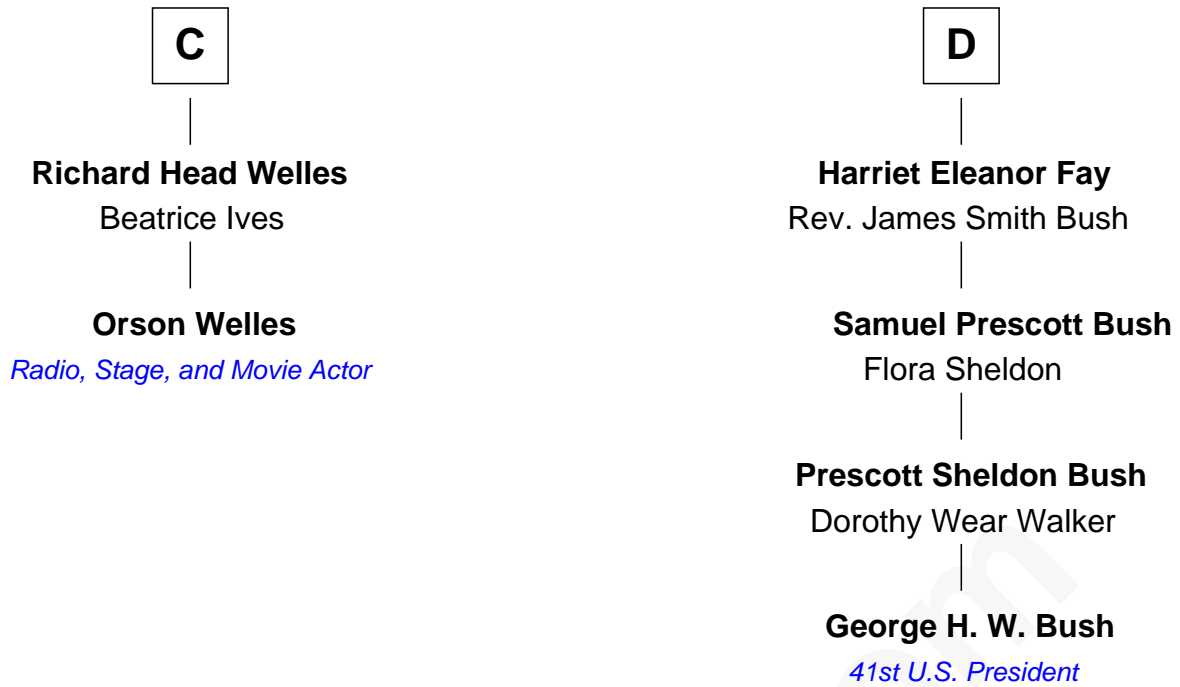 C
Richard Head Welles
Beatrice Ives
Orson Welles
Radio, Stage, and Movie Actor
D
Harriet Eleanor Fay
Rev. James Smith Bush
Samuel Prescott Bush
Flora Sheldon
Prescott Sheldon Bush
Dorothy Wear Walker
George H. W. Bush
41st U.S. President